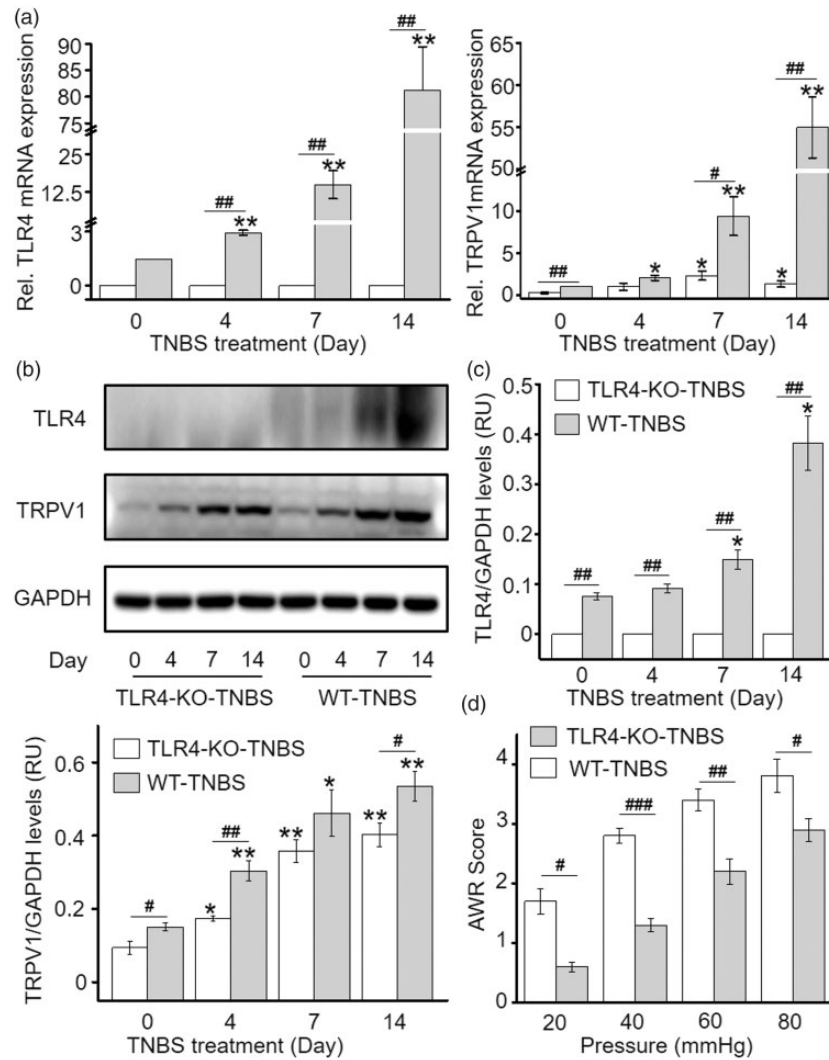 (a)
Rel. TLR4 mRNA expression
90
85
80
75
25
12.5
3
0
##
**
##
**
##
**
0 4 7 14
TNBS treatment (Day)
Rel. TRPV1mRNA expression
65
60
55
50
10
5
0
##
*
#
**
*
##
**
*
0 4 7 14
TNBS treatment (Day)
(b)
TLR4
TRPV1
GAPDH
Day 0 4 7 14 0 4 7 14
TLR4-KO-TNBS WT-TNBS
(c)
TLR4/GAPDH levels (RU)
0.5
0.4
0.3
0.2
0.1
0
TLR4-KO-TNBS
WT-TNBS
##
##
##
*
##
*
0 4 7 14
TNBS treatment (Day)
TRPV1/GAPDH levels (RU)
0.6
0.4
0.2
0
TLR4-KO-TNBS
WT-TNBS
#
*
##
**
**
*
**
#
**
0 4 7 14
TNBS treatment (Day)
(d)
AWR Score
4
3
2
1
0
TLR4-KO-TNBS
WT-TNBS
#
###
##
#
20 40 60 80
Pressure (mmHg)